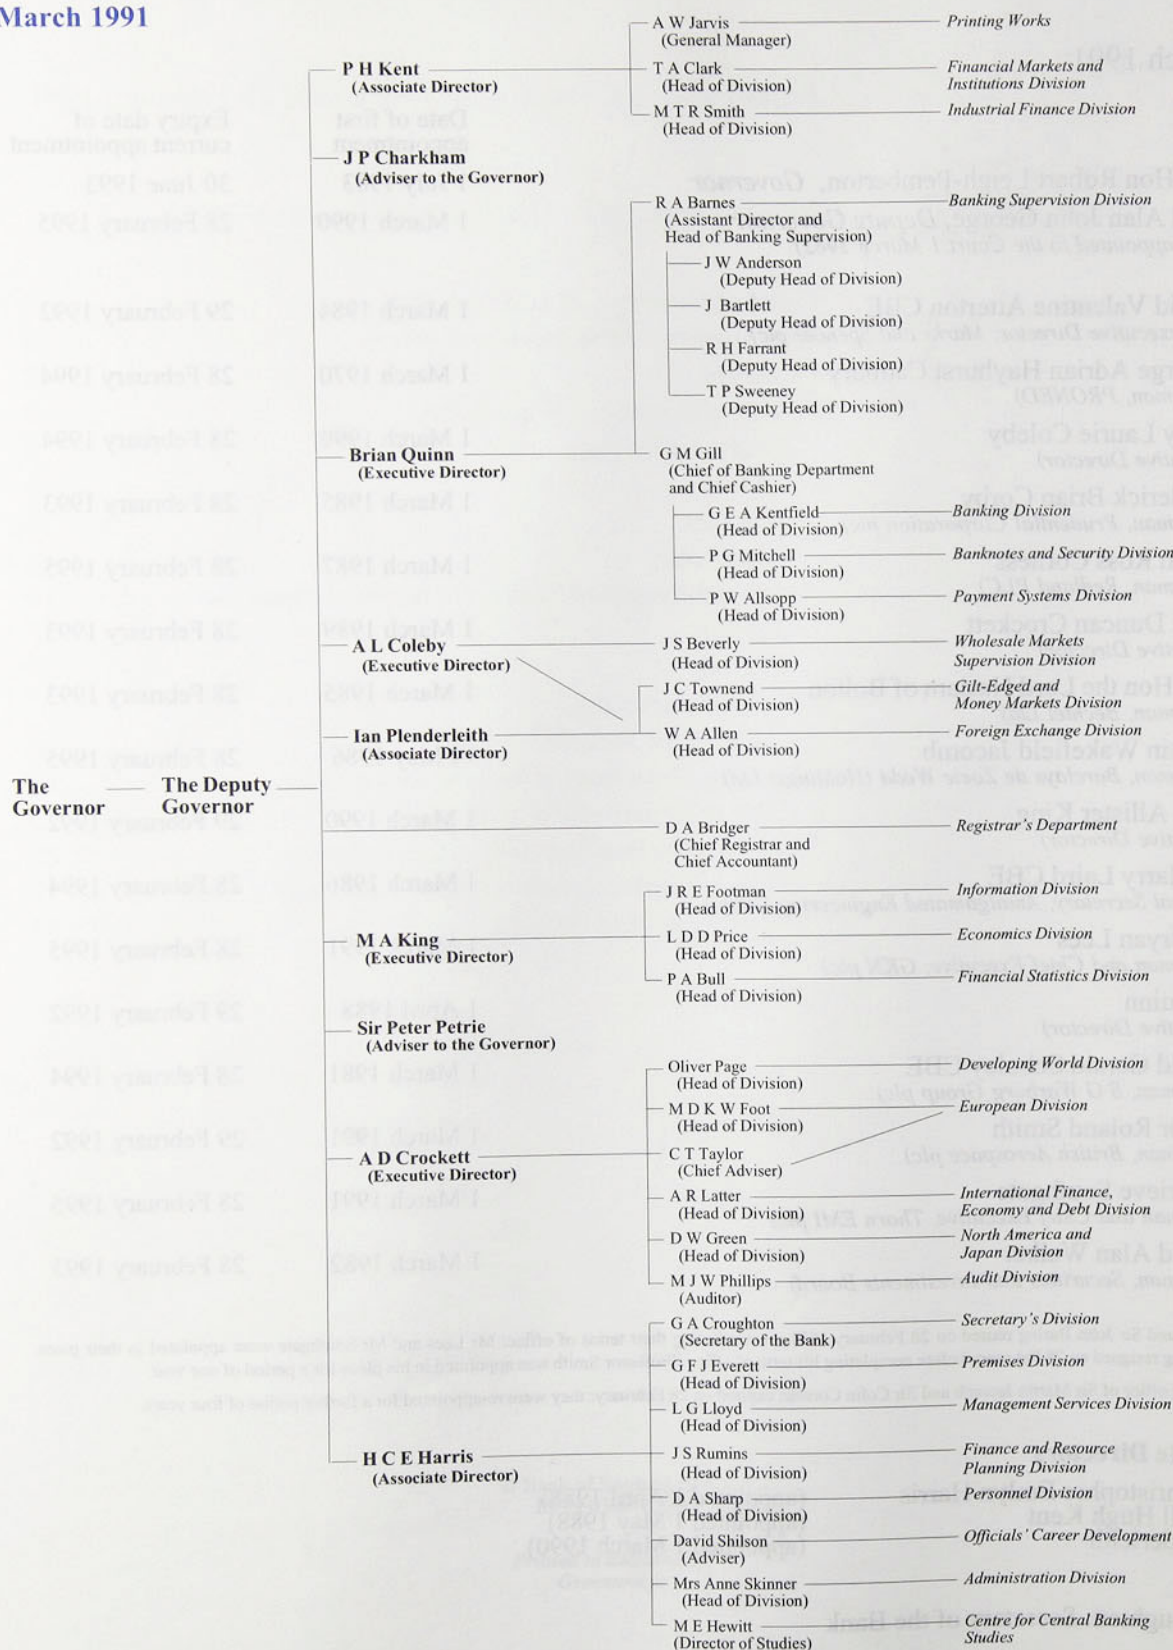 March 1991
A W Jarvis
(General Manager)
Printing Works
P H Kent
(Associate Director)
T A Clark
(Head of Division)
Financial Markets and
Institutions Division
M T R Smith
(Head of Division)
Industrial Finance Division
J P Charkham
(Adviser to the Governor)
R A Barnes
(Assistant Director and
Head of Banking Supervision)
Banking Supervision Division
J W Anderson
(Deputy Head of Division)
J Bartlett
(Deputy Head of Division)
R H Farrant
(Deputy Head of Division)
T P Sweeney
(Deputy Head of Division)
Brian Quinn
(Executive Director)
G M Gill
(Chief of Banking Department
and Chief Cashier)
G E A Kentfield
(Head of Division)
Banking Division
P G Mitchell
(Head of Division)
Banknotes and Security Division
P W Allsopp
(Head of Division)
Payment Systems Division
A L Coleby
(Executive Director)
J S Beverly
(Head of Division)
Wholesale Markets
Supervision Division
J C Townend
(Head of Division)
Gilt-Edged and
Money Markets Division
Ian Plenderleith
(Associate Director)
W A Allen
(Head of Division)
Foreign Exchange Division
The
Governor
The Deputy
Governor
D A Bridger
(Chief Registrar and
Chief Accountant)
Registrar's Department
J R E Footman
(Head of Division)
Information Division
M A King
(Executive Director)
L D D Price
(Head of Division)
Economics Division
P A Bull
(Head of Division)
Financial Statistics Division
Sir Peter Petrie
(Adviser to the Governor)
Oliver Page
(Head of Division)
Developing World Division
M D K W Foot
(Head of Division)
European Division
A D Crockett
(Executive Director)
C T Taylor
(Chief Adviser)
A R Latter
(Head of Division)
International Finance,
Economy and Debt Division
D W Green
(Head of Division)
North America and
Japan Division
M J W Phillips
(Auditor)
Audit Division
G A Croughton
(Secretary of the Bank)
Secretary's Division
G F J Everett
(Head of Division)
Premises Division
L G Lloyd
(Head of Division)
Management Services Division
H C E Harris
(Associate Director)
J S Rumins
(Head of Division)
Finance and Resource
Planning Division
D A Sharp
(Head of Division)
Personnel Division
David Shilson
(Adviser)
Officials' Career Development
Mrs Anne Skinner
(Head of Division)
Administration Division
M E Hewitt
(Director of Studies)
Centre for Central Banking
Studies